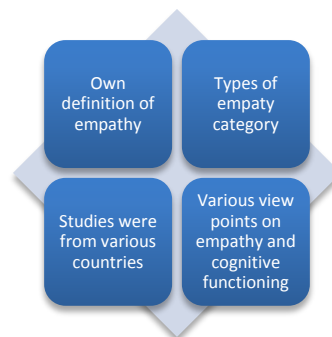 Own
definition of
empathy
Types of
empaty
category
Studies were
from various
countries
Various view
points on
empathy and
cognitive
functioning